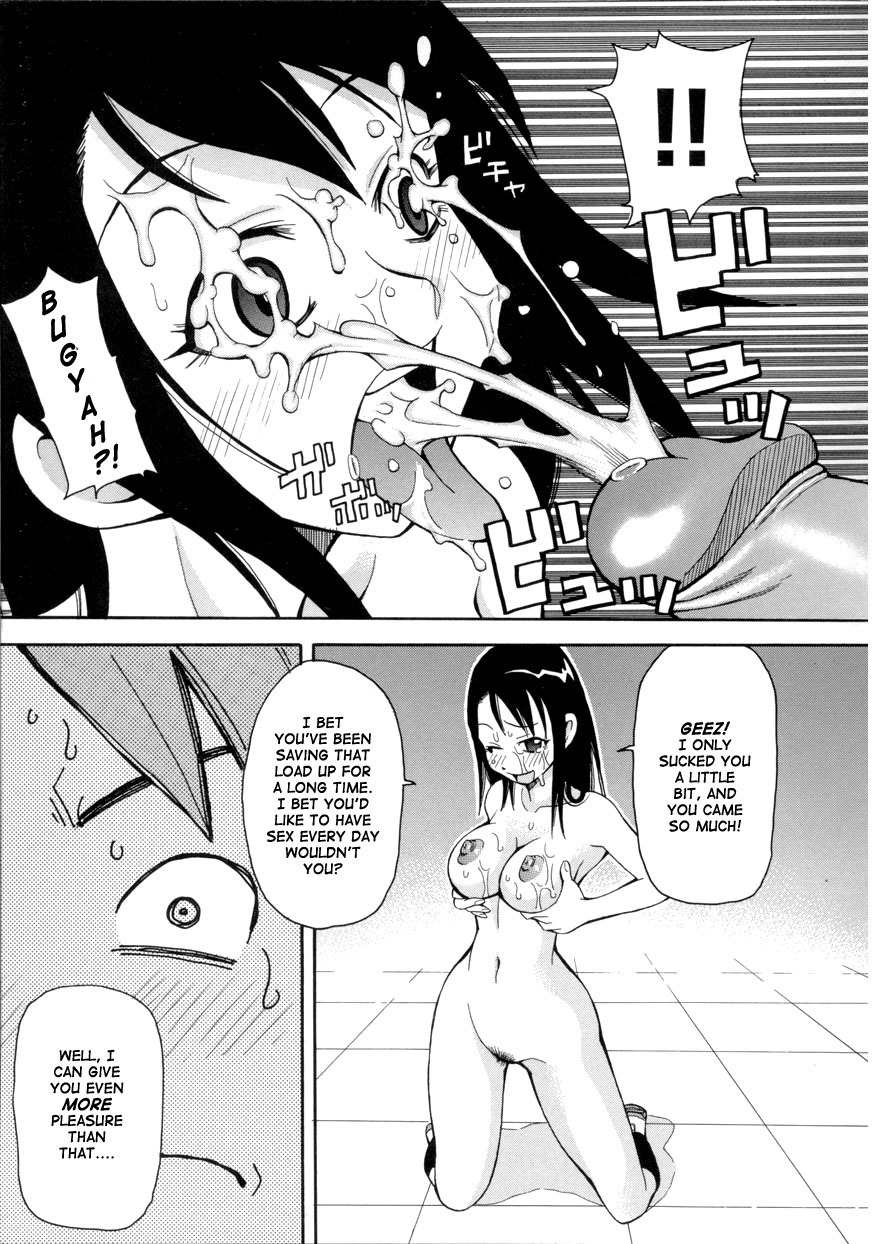 !!
ビュッ
ビチャ
BUGYAH?!
ガボガボ
ビュッ
GEEZ!
I ONLY
SUCKED YOU
A LITTLE
BIT, AND
YOU CAME
SO MUCH!
I BET
YOU'VE BEEN
SAVING THAT
LOAD UP FOR
A LONG TIME.
I BET YOU'D
LIKE TO HAVE
SEX EVERY DAY
WOULDN'T
YOU?
WELL, I
CAN GIVE
YOU EVEN
MORE
PLEASURE
THAN
THAT....